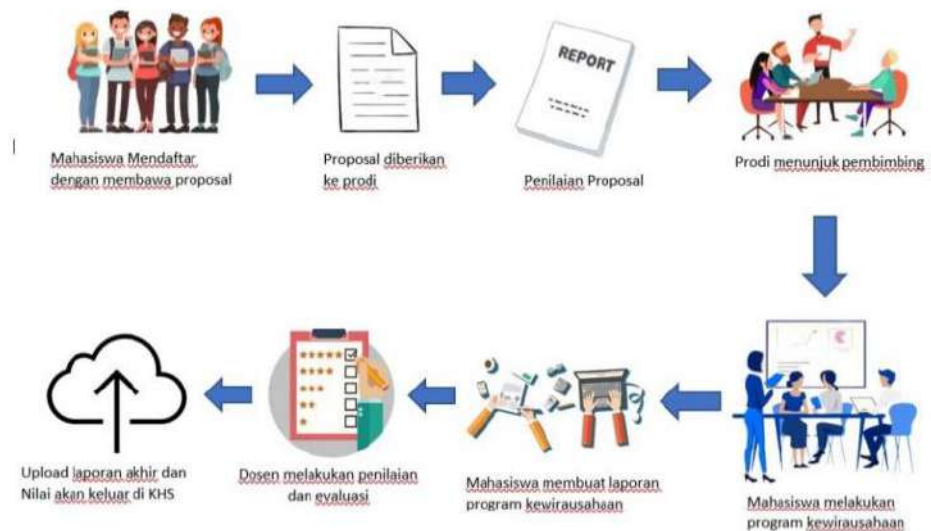 Mahasiswa Mendaftar
dengan membawa proposal
Proposal diberikan
ke prodi
REPORT
Penilaian Proposal
Prodi menunjuk pembimbing
Mahasiswa melakukan
program kewirausahaan
Mahasiswa membuat laporan
program kewirausahaan
Dosen melakukan penilaian
dan evaluasi
Upload laporan akhir dan
Nilai akan keluar di KHS